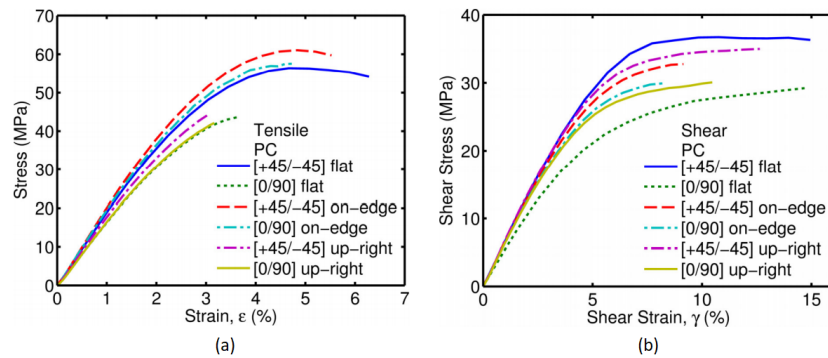 70
60
50
40
30
20
10
0
Stress (MPa)
Tensile
PC
[+45/−45] flat
[0/90] flat
[+45/−45] on−edge
[0/90] on−edge
[+45/−45] up−right
[0/90] up−right
0 1 2 3 4 5 6 7
Strain, ε (%)
(a)
40
30
20
10
0
Shear Stress (MPa)
Shear
PC
[+45/−45] flat
[0/90] flat
[+45/−45] on−edge
[0/90] on−edge
[+45/−45] up−right
[0/90] up−right
0 5 10 15
Shear Strain, γ (%)
(b)